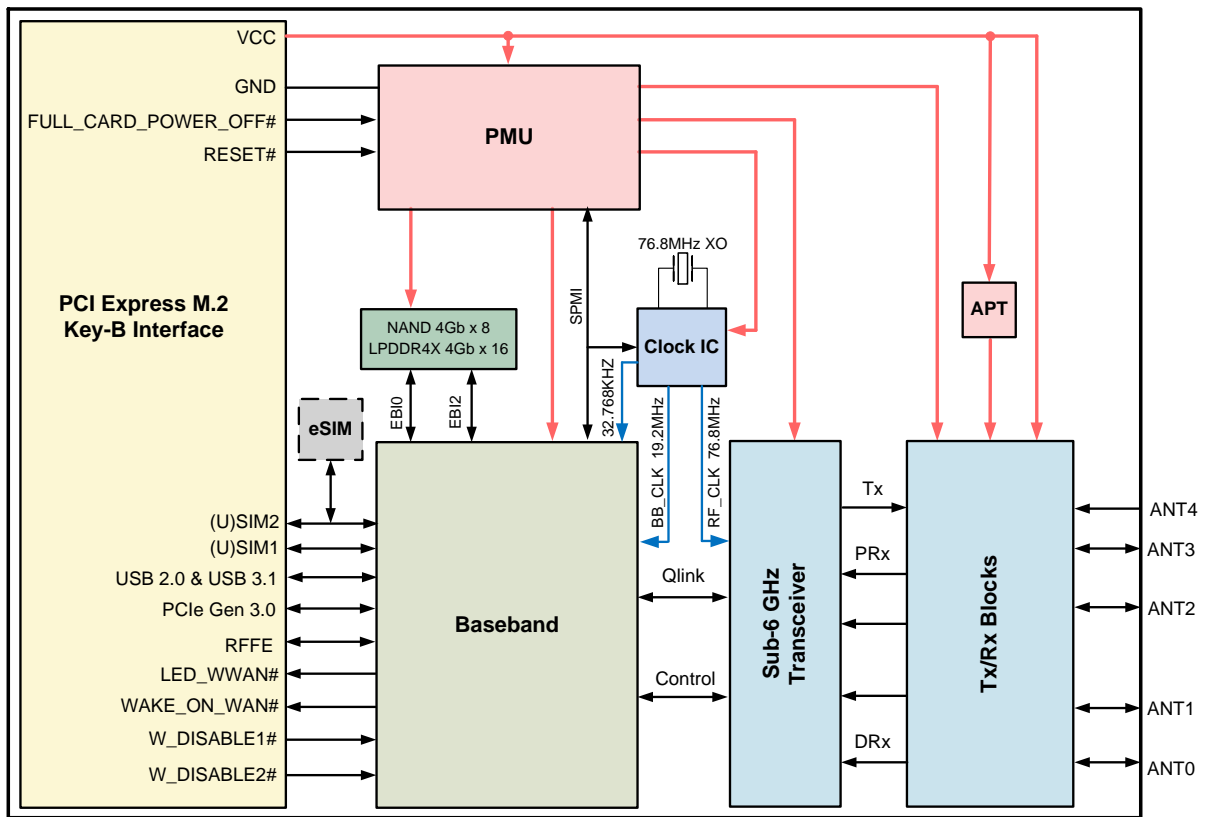 VCC
GND
FULL_CARD_POWER_OFF#
RESET#
PCI Express M.2
Key-B Interface
(U)SIM2
(U)SIM1
USB 2.0 & USB 3.1
PCIe Gen 3.0
RFFE
LED_WWAN#
WAKE_ON_WAN#
W_DISABLE1#
W_DISABLE2#
PMU
NAND 4Gb x 8
LPDDR4X 4Gb x 16
eSIM
EBI0
EBI2
SPMI
76.8MHz XO
Clock IC
32.768KHZ
BB_CLK 19.2MHz
RF_CLK 76.8MHz
APT
Baseband
Qlink
Control
Sub-6 GHz
Transceiver
Tx
PRx
DRx
Tx/Rx Blocks
ANT4
ANT3
ANT2
ANT1
ANT0